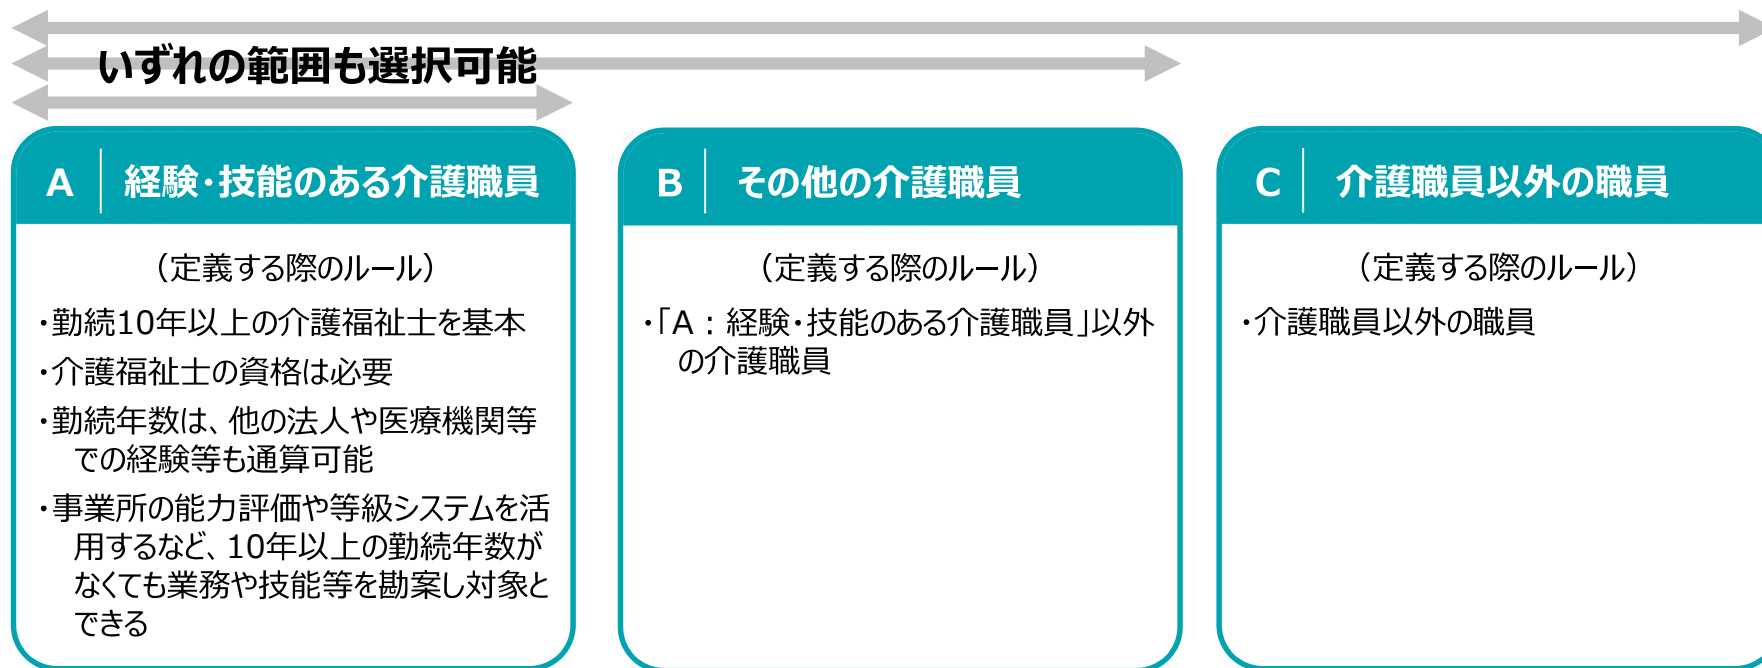 いずれの範囲も選択可能
A 経験・技能のある介護職員
（定義する際のルール）
・勤続10年以上の介護福祉士を基本
・介護福祉士の資格は必要
・勤続年数は、他の法人や医療機関等
での経験等も通算可能
・事業所の能力評価や等級システムを活
用するなど、10年以上の勤続年数が
なくても業務や技能等を勘案し対象と
できる
B その他の介護職員
（定義する際のルール）
・「A：経験・技能のある介護職員」以外
の介護職員
C 介護職員以外の職員
（定義する際のルール）
・介護職員以外の職員